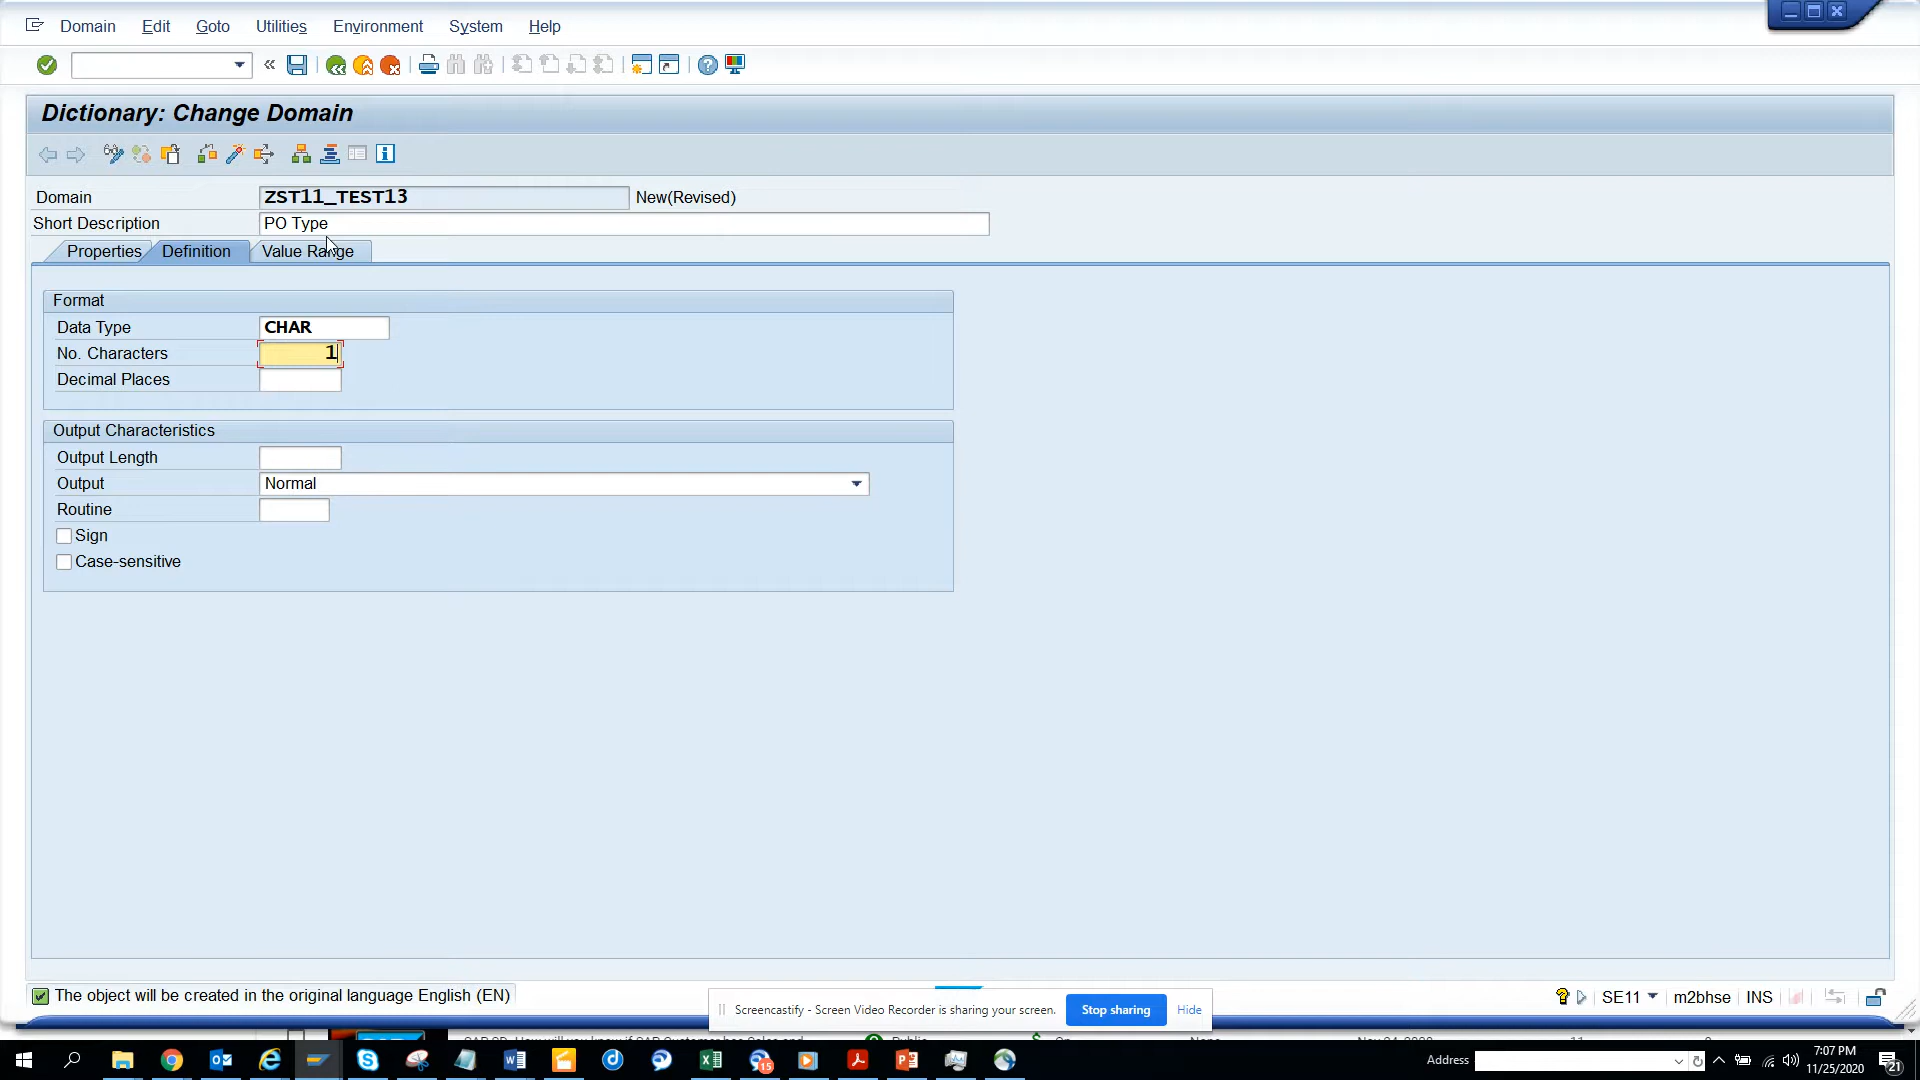 Domain Edit Goto Utilities Environment System Help
Dictionary: Change Domain
Domain ZST11_TEST13 New(Revised)
Short Description PO Type
Properties Definition Value Range
Format
Data Type CHAR
No. Characters 1
Decimal Places
Output Characteristics
Output Length
Output Normal
Routine
Sign
Case-sensitive
The object will be created in the original language English (EN)
SE11 m2bhse INS
Screencastify - Screen Video Recorder is sharing your screen. Stop sharing Hide
Address
7:07 PM
11/25/2020
15
21